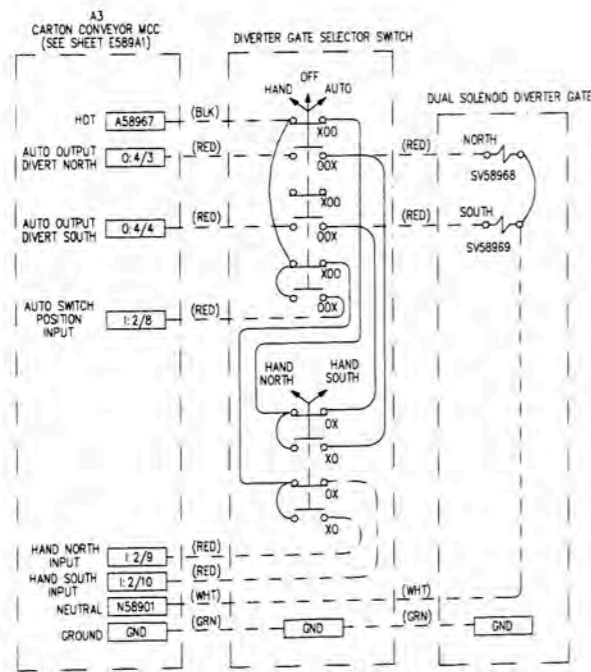 A3
CARTON CONVEYOR MCC
(SEE SHEET E589A1)
DIVERTER GATE SELECTOR SWITCH
OFF
HAND
AUTO
DUAL SOLENOID DIVERTER GATE
HOT
A58967
(BLK)
XOO
AUTO OUTPUT
DIVERT NORTH
O:4/3
(RED)
OOX
(RED)
NORTH
SV58968
XOO
AUTO OUTPUT
DIVERT SOUTH
O:4/4
(RED)
OOX
(RED)
SOUTH
SV58969
XOO
AUTO SWITCH
POSITION
INPUT
I:2/8
(RED)
OOX
HAND
NORTH
HAND
SOUTH
OX
XO
OX
XO
HAND NORTH
INPUT
I:2/9
(RED)
HAND SOUTH
INPUT
I:2/10
(RED)
NEUTRAL
N58901
(WHT)
(WHT)
GROUND
GND
(GRN)
GND
(GRN)
GND